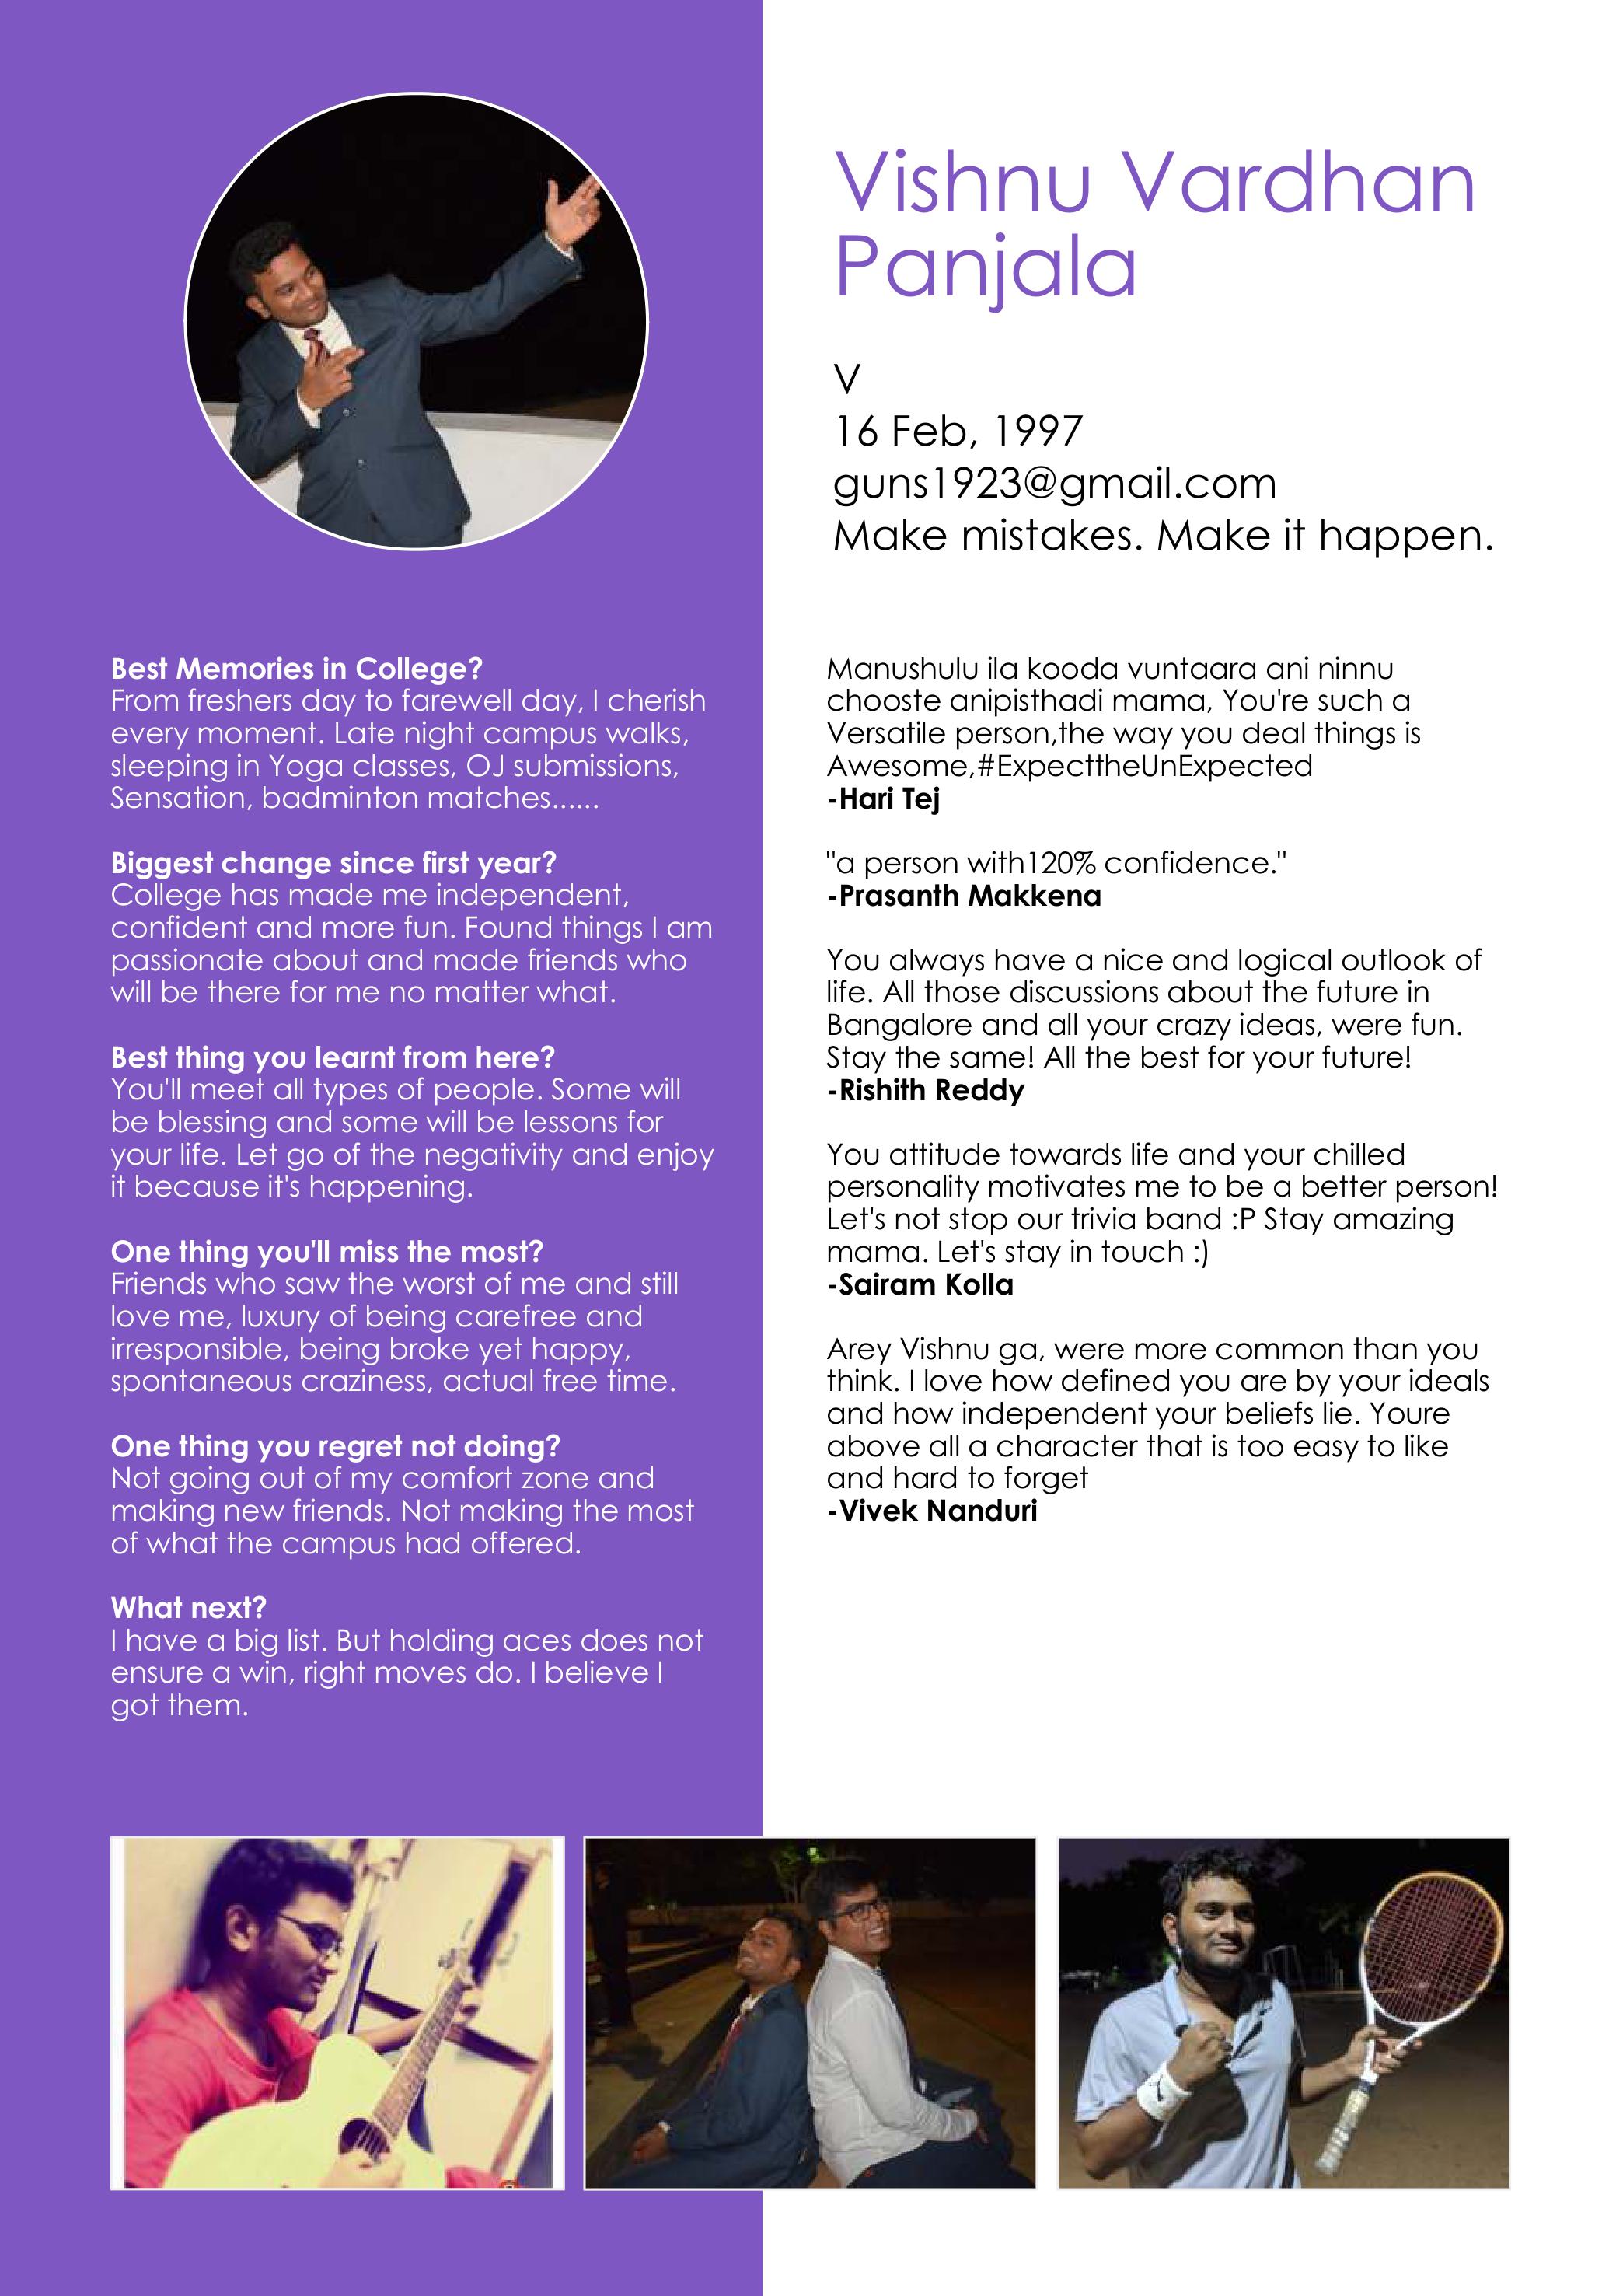 Vishnu Vardhan
Panjala
V
16 Feb, 1997
guns1923@gmail.com
Make mistakes. Make it happen.
Best Memories in College?
From freshers day to farewell day, I cherish
every moment. Late night campus walks,
sleeping in Yoga classes, OJ submissions,
Sensation, badminton matches......
Biggest change since first year?
College has made me independent,
confident and more fun. Found things I am
passionate about and made friends who
will be there for me no matter what.
Best thing you learnt from here?
You'll meet all types of people. Some will
be blessing and some will be lessons for
your life. Let go of the negativity and enjoy
it because it's happening.
One thing you'll miss the most?
Friends who saw the worst of me and still
love me, luxury of being carefree and
irresponsible, being broke yet happy,
spontaneous craziness, actual free time.
One thing you regret not doing?
Not going out of my comfort zone and
making new friends. Not making the most
of what the campus had offered.
What next?
I have a big list. But holding aces does not
ensure a win, right moves do. I believe I
got them.
Manushulu ila kooda vuntaara ani ninnu
chooste anipisthadi mama, You're such a
Versatile person,the way you deal things is
Awesome,#ExpecttheUnExpected
-Hari Tej
"a person with120% confidence."
-Prasanth Makkena
You always have a nice and logical outlook of
life. All those discussions about the future in
Bangalore and all your crazy ideas, were fun.
Stay the same! All the best for your future!
-Rishith Reddy
You attitude towards life and your chilled
personality motivates me to be a better person!
Let's not stop our trivia band :P Stay amazing
mama. Let's stay in touch :)
-Sairam Kolla
Arey Vishnu ga, were more common than you
think. I love how defined you are by your ideals
and how independent your beliefs lie. Youre
above all a character that is too easy to like
and hard to forget
-Vivek Nanduri